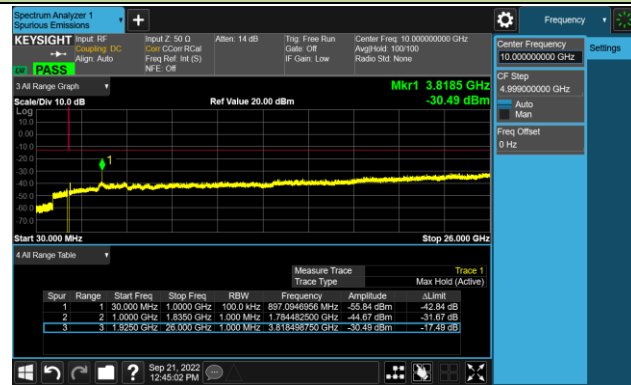 Spectrum Analyzer 1
Spurious Emissions
+
Frequency
KEYSIGHT Input: RF Input Z: 50 Ω Atten: 14 dB Trig: Free Run Center Freq: 10.000000000 GHz
Coupling: DC Corr CCorr RCal Gate: Off Avg|Hold: 100/100
Align: Auto Freq Ref: Int (S) IF Gain: Low Radio Std: None
NFE: Off
PASS
Center Frequency
10.000000000 GHz
Settings
CF Step
4.999000000 GHz
Auto
Man
Freq Offset
0 Hz
3 All Range Graph
Mkr1 3.8185 GHz
Scale/Div 10.0 dB Ref Value 20.00 dBm -30.49 dBm
Log
10.0
0.00
-10.0
-20.0
-30.0
-40.0
-50.0
-60.0
-70.0
1
Start 30.000 MHz Stop 26.000 GHz
4 All Range Table
Measure Trace Trace 1
Trace Type Max Hold (Active)
Spur Range Start Freq Stop Freq RBW Frequency Amplitude ΔLimit
1 1 30.000 MHz 1.0000 GHz 100.0 kHz 897.0946956 MHz -55.84 dBm -42.84 dB
2 2 1.0000 GHz 1.8350 GHz 1.000 MHz 1.784482500 GHz -44.67 dBm -31.67 dB
3 3 1.9250 GHz 26.000 GHz 1.000 MHz 3.818498750 GHz -30.49 dBm -17.49 dB
?
Sep 21, 2022
12:45:02 PM